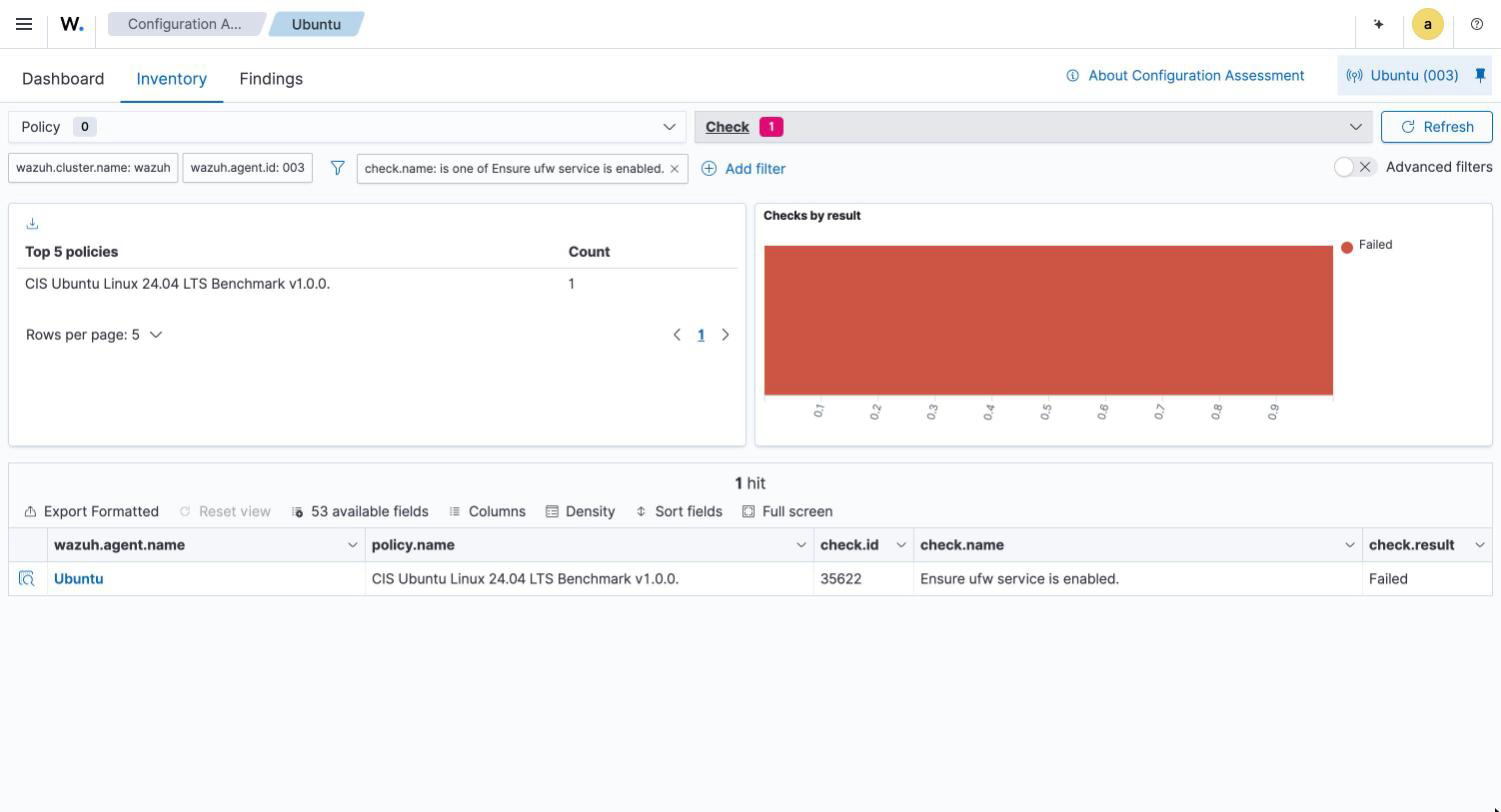 W. Configuration A... Ubuntu a
Dashboard Inventory Findings About Configuration Assessment Ubuntu (003)
Policy 0 Check 1 Refresh
wazuh.cluster.name: wazuh wazuh.agent.id: 003 check.name: is one of Ensure ufw service is enabled. Add filter Advanced filters
Top 5 policies Count
CIS Ubuntu Linux 24.04 LTS Benchmark v1.0.0. 1
Rows per page: 5 1
Checks by result
Failed
0.1 0.2 0.3 0.4 0.5 0.6 0.7 0.8 0.9
1 hit
Export Formatted Reset view 53 available fields Columns Density Sort fields Full screen
wazuh.agent.name policy.name check.id check.name check.result
Ubuntu CIS Ubuntu Linux 24.04 LTS Benchmark v1.0.0. 35622 Ensure ufw service is enabled. Failed